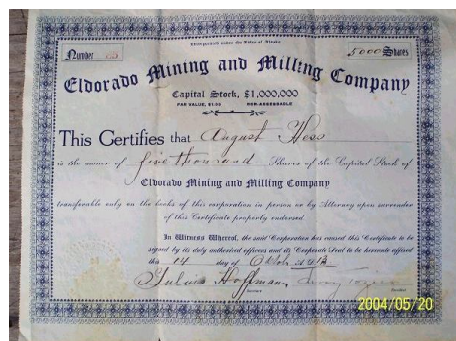 Incorporated under the Laws of
Number
5000 Shares
Eldorado Mining and Milling Company
Capital Stock, $1,000,000
PAR VALUE, $1.00 NON-ASSESSABLE
This Certifies that August Hess
is the owner of five thousand Shares of the Capital Stock of
Eldorado Mining and Milling Company
transferable only on the books of this corporation in person or by Attorney upon surrender
of this Certificate properly endorsed
In Witness Whereof, the said Corporation has caused this Certificate to be
signed by its duly authorized officers and its Corporate Seal to be hereunto affixed
this 14 day of
Julius Hoffman
2004/05/20